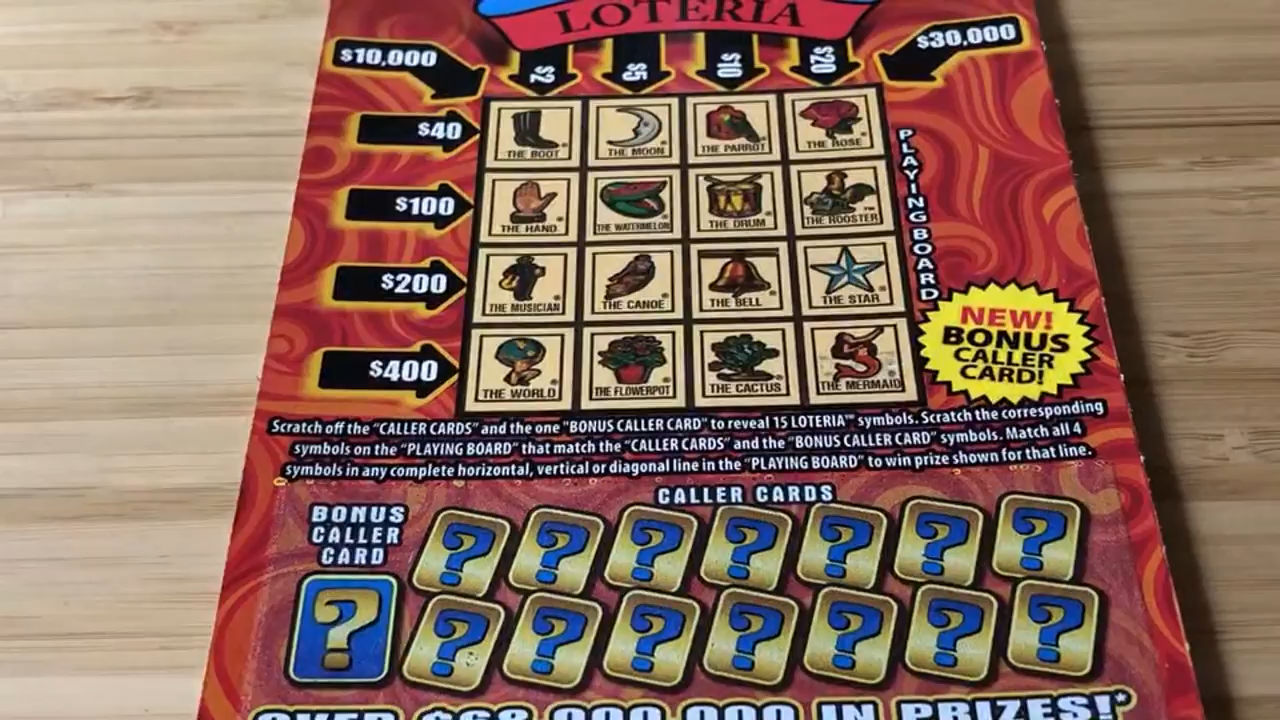 LOTERIA
$10,000
$30,000
$2
$5
$10
$20
$40
THE BOOT
THE MOON
THE PARROT
THE ROSE
$100
THE HAND
THE WATERMELON
THE DRUM
THE ROOSTER
$200
THE MUSICIAN
THE CANOE
THE BELL
THE STAR
$400
THE WORLD
THE FLOWERPOT
THE CACTUS
THE MERMAID
PLAYING BOARD
NEW!
BONUS
CALLER
CARD!
Scratch off the "CALLER CARDS" and the one "BONUS CALLER CARD" to reveal 15 LOTERIA™ symbols. Scratch the corresponding
symbols on the "PLAYING BOARD" that match the "CALLER CARDS" and the "BONUS CALLER CARD" symbols. Match all 4
symbols in any complete horizontal, vertical or diagonal line in the "PLAYING BOARD" to win prize shown for that line.
CALLER CARDS
BONUS
CALLER
CARD
? ? ? ? ? ? ?
?
? ? ? ? ? ? ?
OVER $68,000,000 IN PRIZES!*